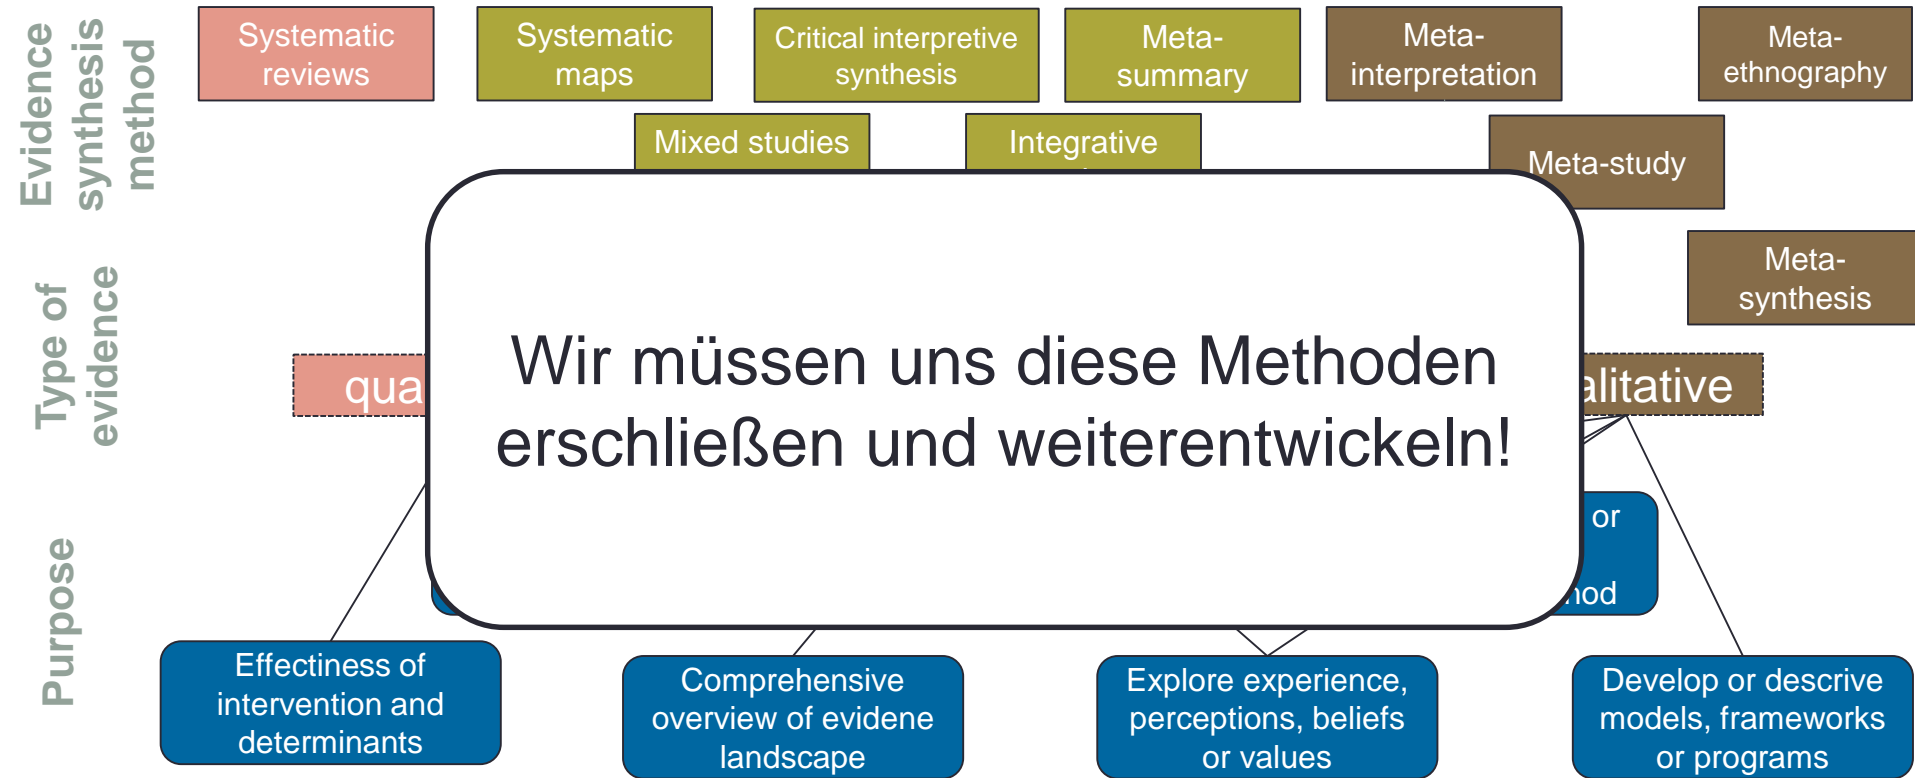 Evidence
synthesis
method
Systematic
reviews
Systematic
maps
Critical interpretive
synthesis
Meta-
summary
Meta-
interpretation
Meta-
ethnography
Mixed studies
Integrative
Meta-study
Meta-
synthesis
Type of
evidence
Wir müssen uns diese Methoden
erschließen und weiterentwickeln!
Purpose
or
Effectiness of
intervention and
determinants
Comprehensive
overview of evidene
landscape
Explore experience,
perceptions, beliefs
or values
Develop or descrive
models, frameworks
or programs